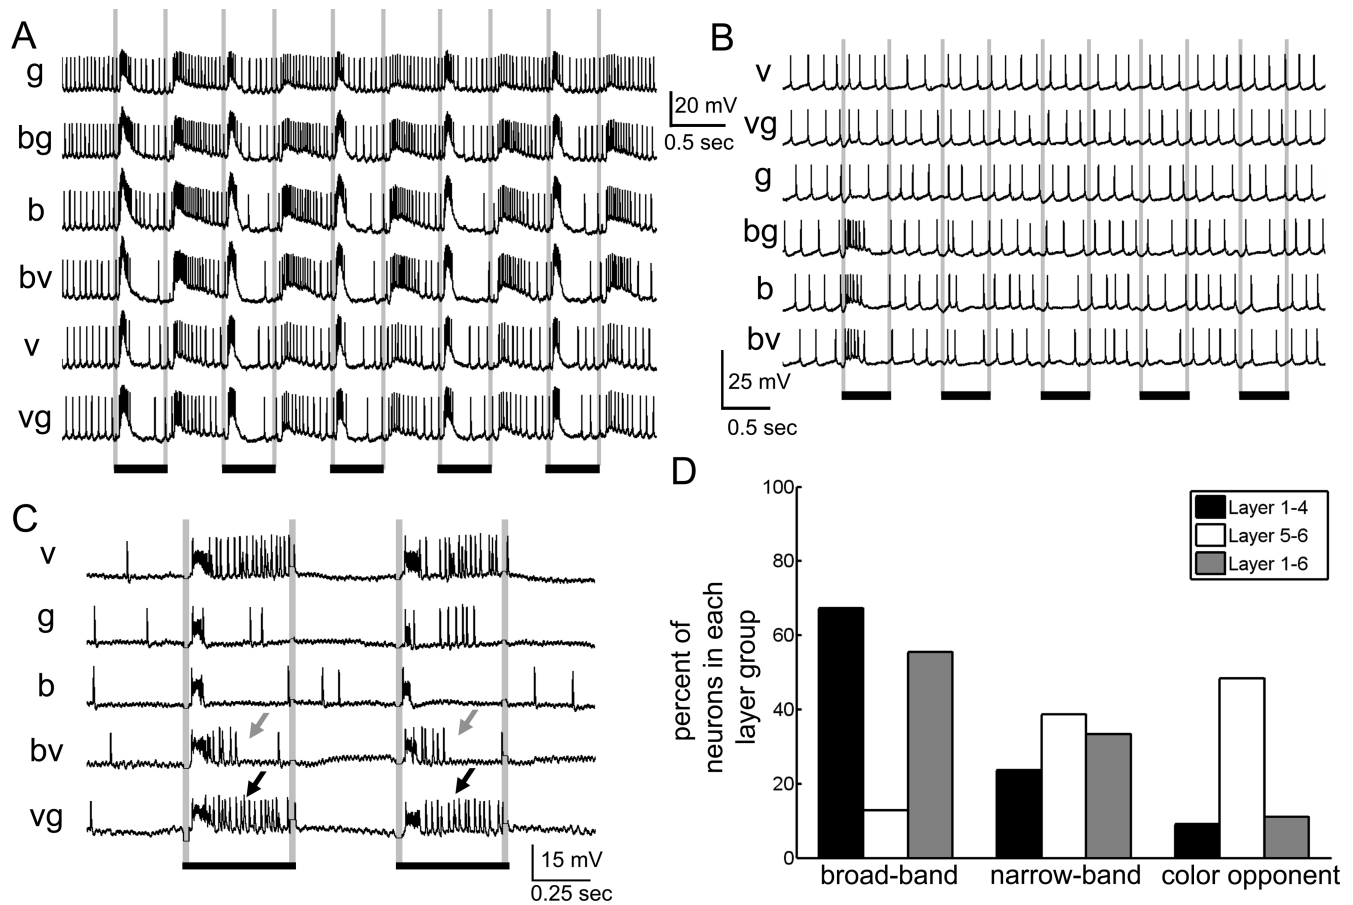 A
g
bg
b
bv
v
vg
20 mV
0.5 sec
B
v
vg
g
bg
b
bv
25 mV
0.5 sec
C
v
g
b
bv
vg
15 mV
0.25 sec
D
percent of
neurons in each
layer group
100
80
60
40
20
0
Layer 1-4
Layer 5-6
Layer 1-6
broad-band
narrow-band
color opponent